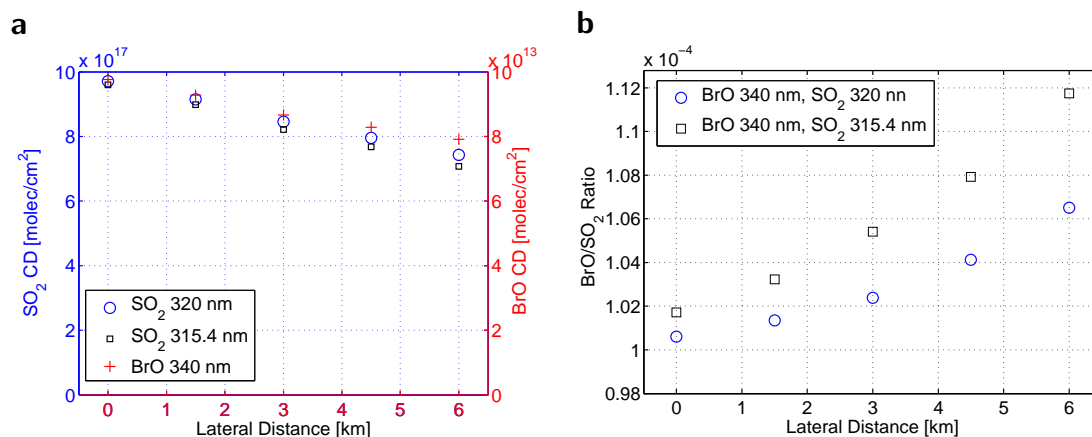 a
x 10^17
x 10^13
10
8
6
4
2
0
SO₂ CD [molec/cm²]
10
8
6
4
2
0
BrO CD [molec/cm²]
SO₂ 320 nm
SO₂ 315.4 nm
BrO 340 nm
0 1 2 3 4 5 6
Lateral Distance [km]
b
x 10^-4
1.12
1.1
1.08
1.06
1.04
1.02
1
0.98
BrO/SO₂ Ratio
BrO 340 nm, SO₂ 320 nn
BrO 340 nm, SO₂ 315.4 nm
0 1 2 3 4 5 6
Lateral Distance [km]